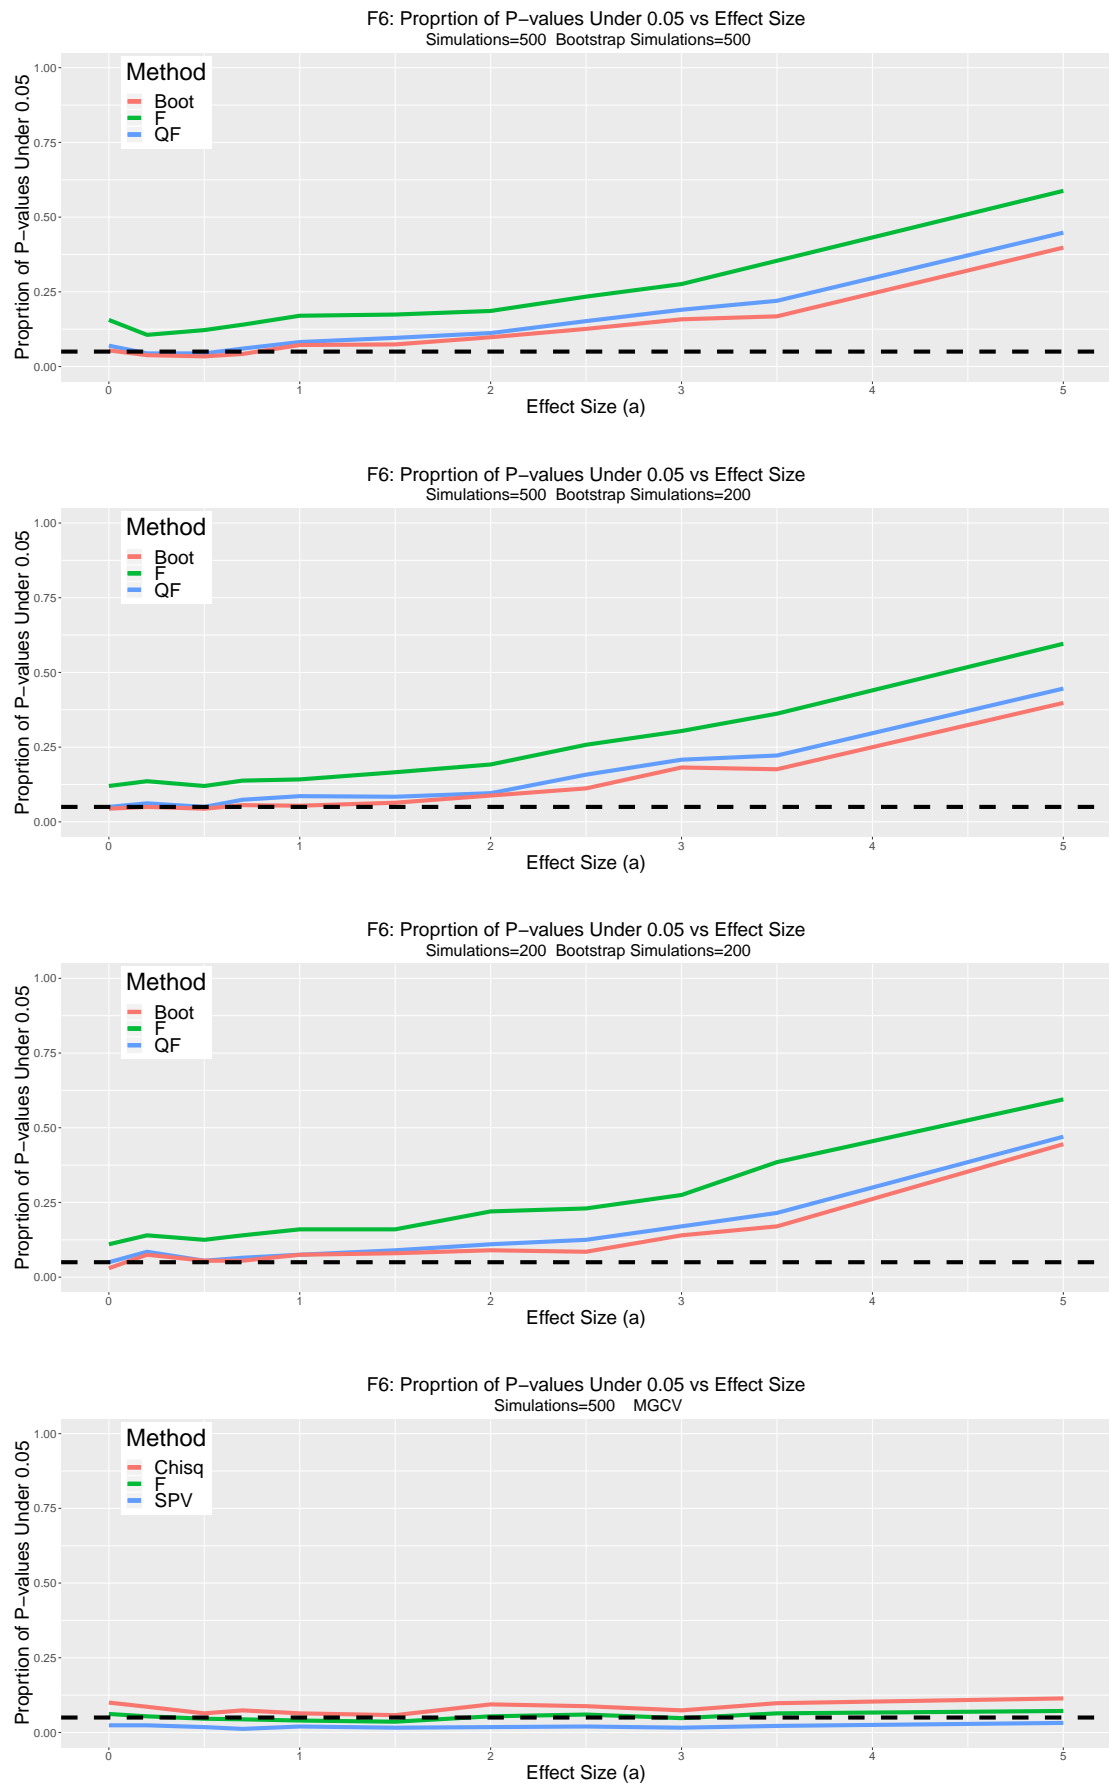 F6: Proprtion of P−values Under 0.05 vs Effect Size
Simulations=500 Bootstrap Simulations=500
Proprtion of P−values Under 0.05
1.00
0.75
0.50
0.25
0.00
Method
Boot
F
QF
0 1 2 3 4 5
Effect Size (a)
F6: Proprtion of P−values Under 0.05 vs Effect Size
Simulations=500 Bootstrap Simulations=200
Proprtion of P−values Under 0.05
1.00
0.75
0.50
0.25
0.00
Method
Boot
F
QF
0 1 2 3 4 5
Effect Size (a)
F6: Proprtion of P−values Under 0.05 vs Effect Size
Simulations=200 Bootstrap Simulations=200
Proprtion of P−values Under 0.05
1.00
0.75
0.50
0.25
0.00
Method
Boot
F
QF
0 1 2 3 4 5
Effect Size (a)
F6: Proprtion of P−values Under 0.05 vs Effect Size
Simulations=500 MGCV
Proprtion of P−values Under 0.05
1.00
0.75
0.50
0.25
0.00
Method
Chisq
F
SPV
0 1 2 3 4 5
Effect Size (a)